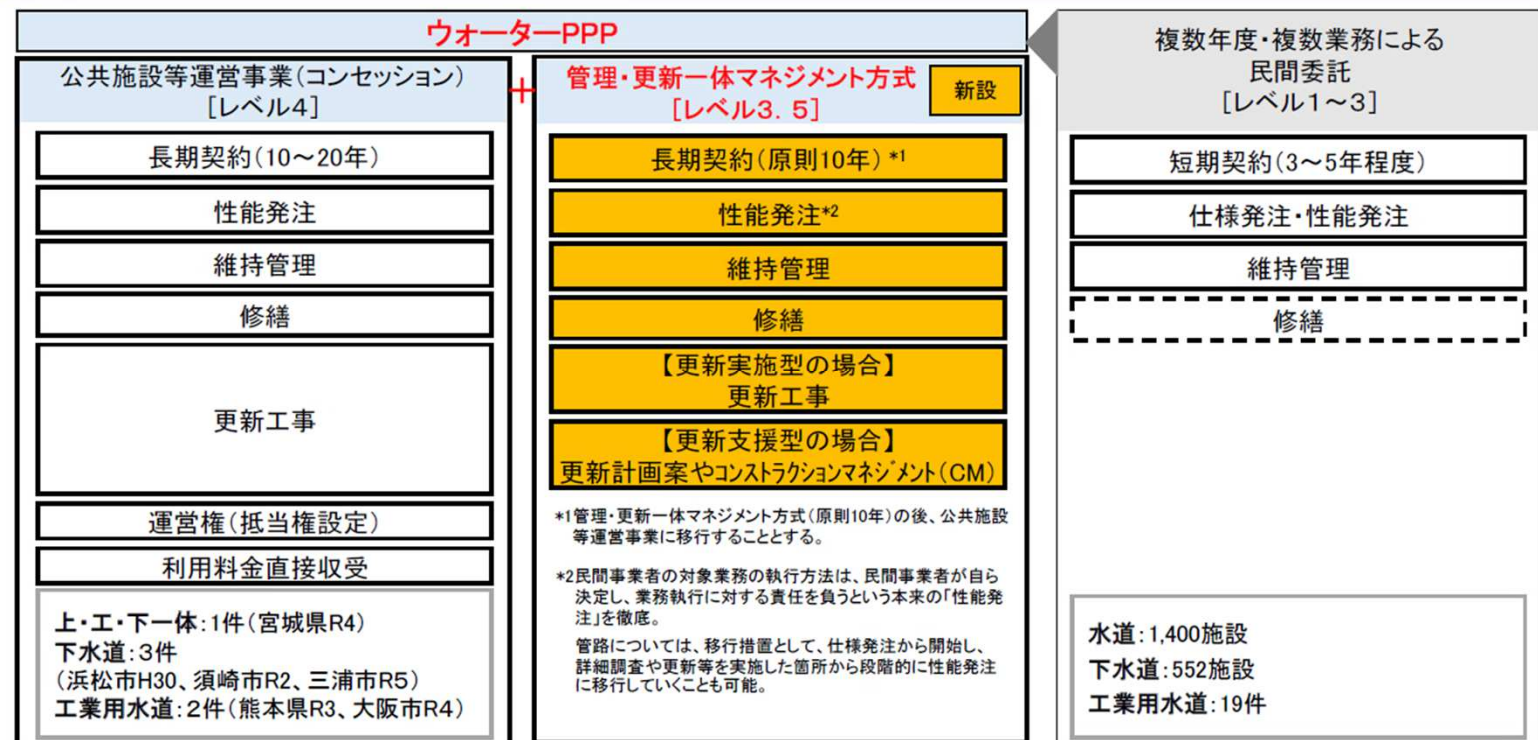 ウォーターPPP
公共施設等運営事業(コンセッション)
[レベル4]
長期契約(10~20年)
性能発注
維持管理
修繕
更新工事
運営権(抵当権設定)
利用料金直接収受
上・工・下一体:1件(宮城県R4)
下水道:3件
(浜松市H30、須崎市R2、三浦市R5)
工業用水道:2件(熊本県R3、大阪市R4)
+
管理・更新一体マネジメント方式
[レベル3.5]
新設
長期契約(原則10年)*1
性能発注*2
維持管理
修繕
【更新実施型の場合】
更新工事
【更新支援型の場合】
更新計画案やコンストラクションマネジメント(CM)
*1管理・更新一体マネジメント方式(原則10年)の後、公共施設
等運営事業に移行することとする。
*2民間事業者の対象業務の執行方法は、民間事業者が自ら
決定し、業務執行に対する責任を負うという本来の「性能発
注」を徹底。
管路については、移行措置として、仕様発注から開始し、
詳細調査や更新等を実施した箇所から段階的に性能発注
に移行していくことも可能。
複数年度・複数業務による
民間委託
[レベル1~3]
短期契約(3~5年程度)
仕様発注・性能発注
維持管理
修繕
水道:1,400施設
下水道:552施設
工業用水道:19件